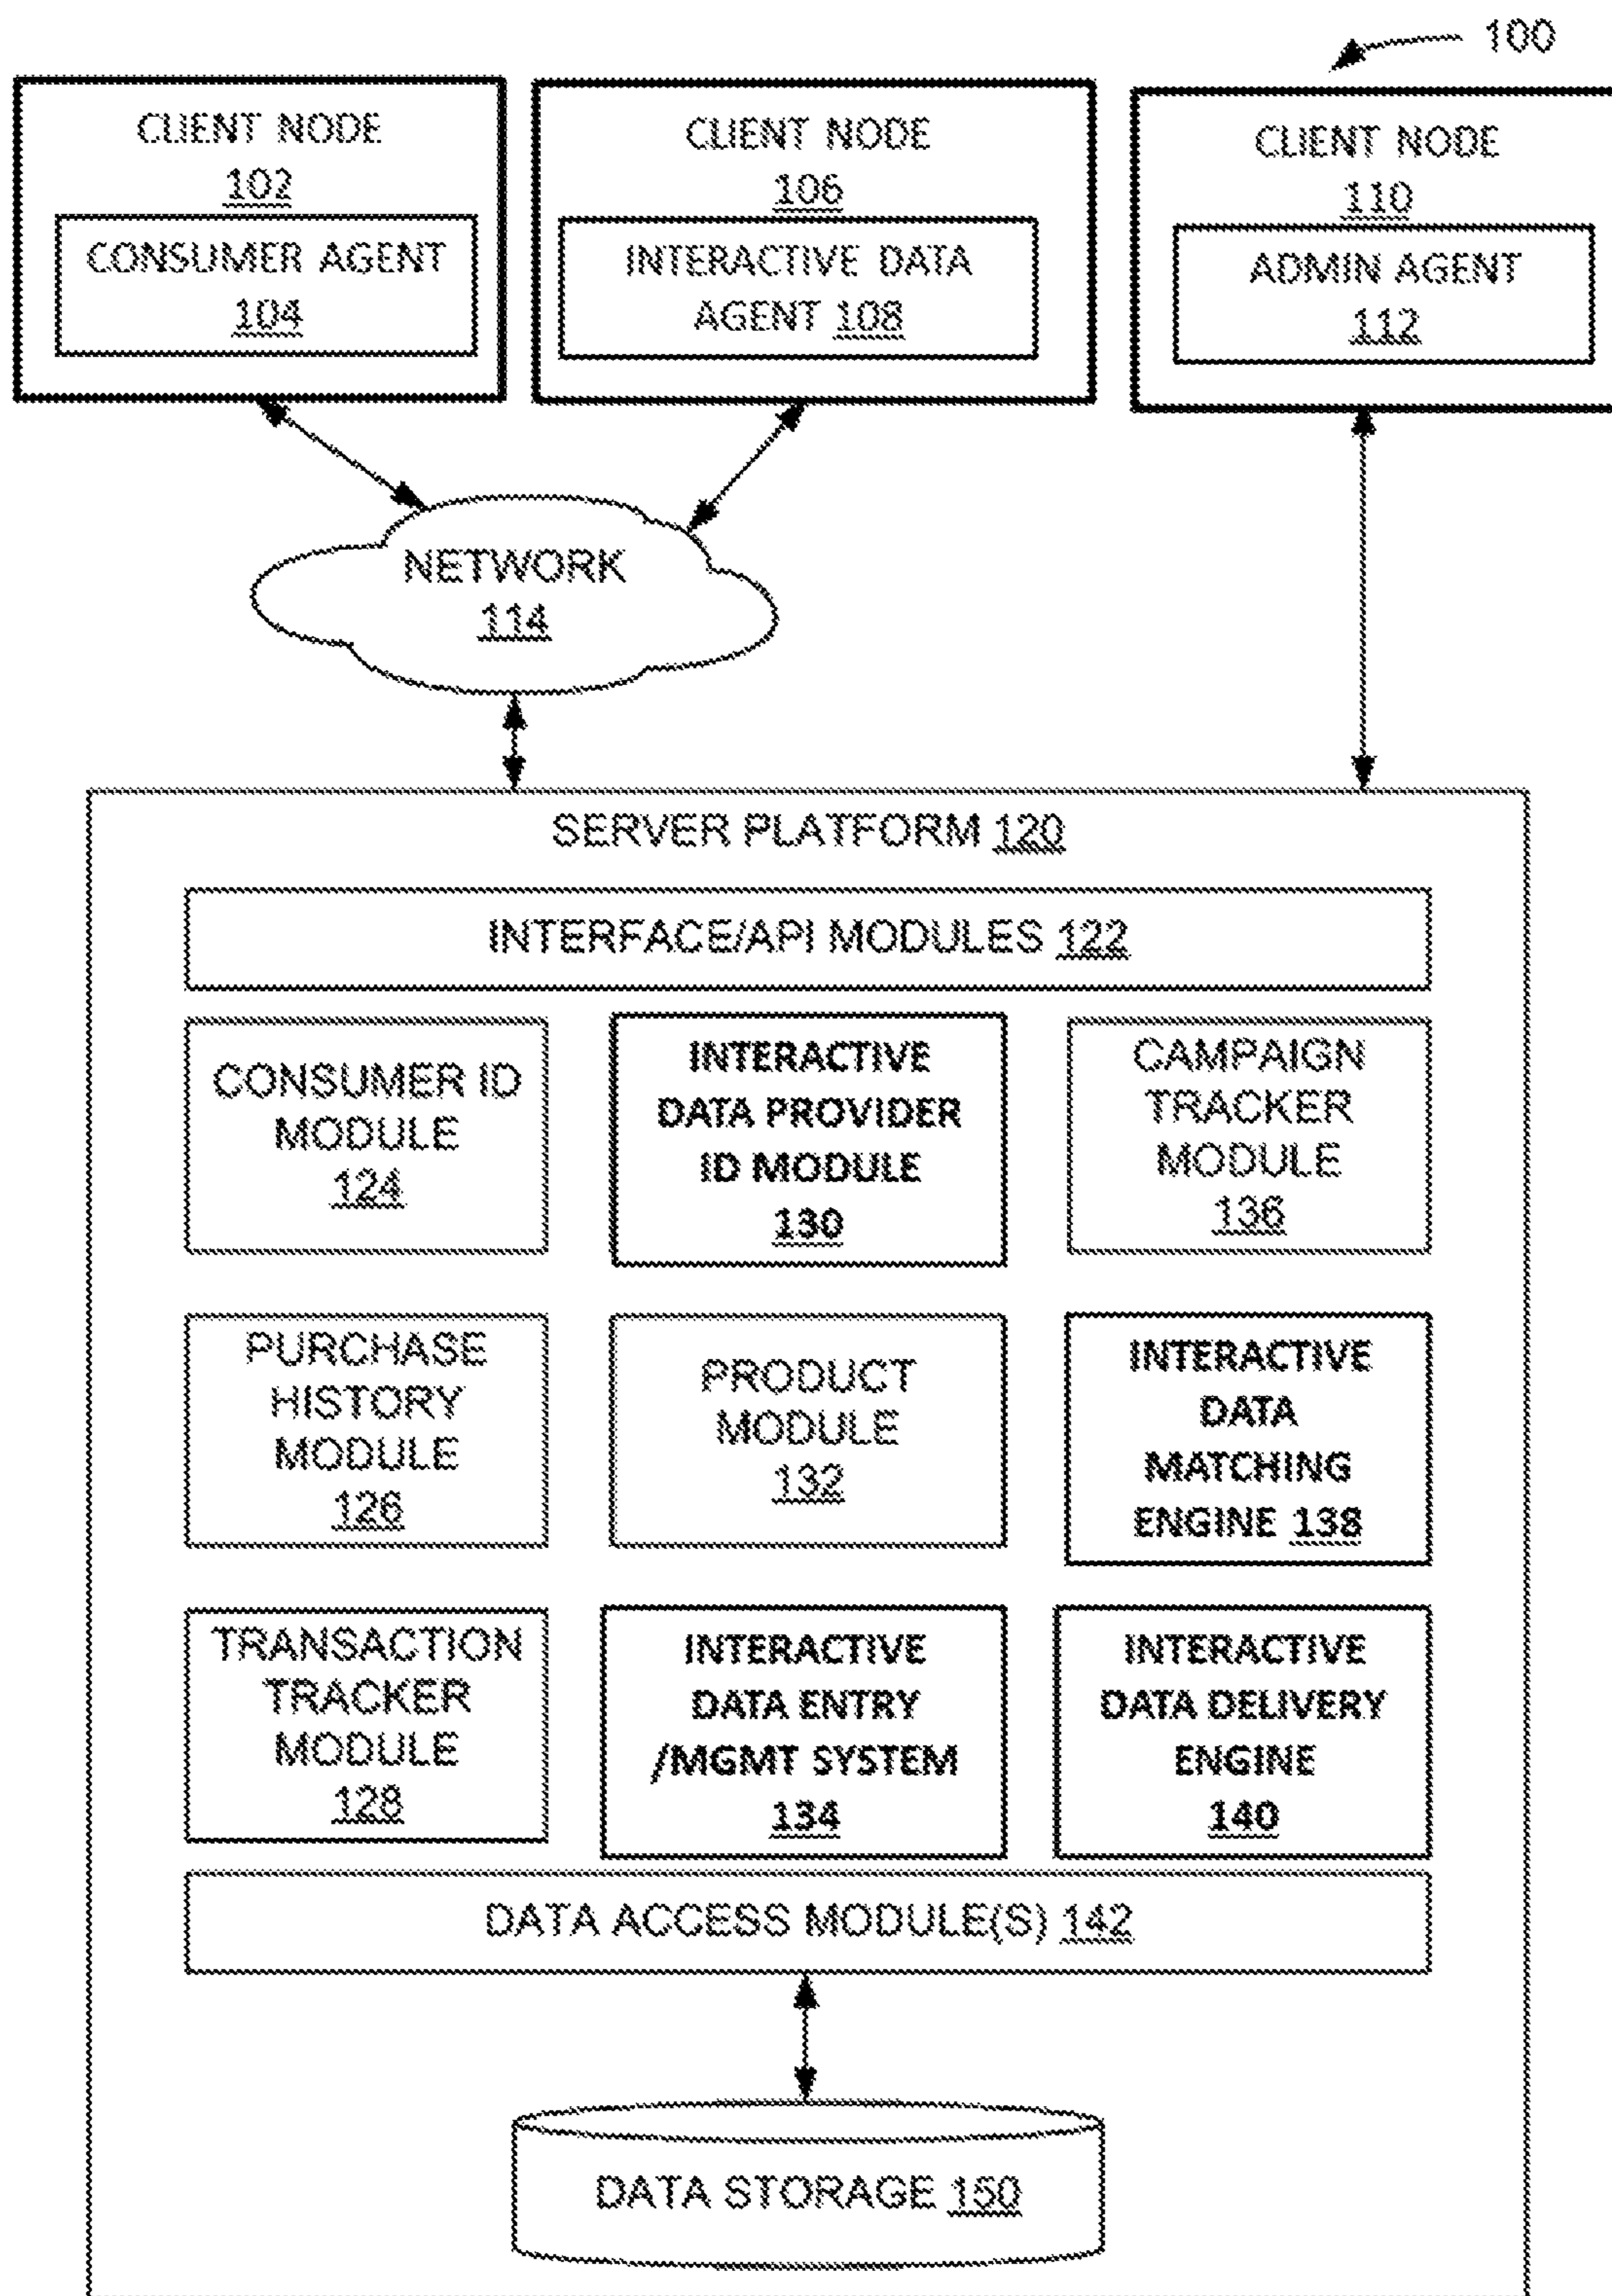 100
CLIENT NODE
102
CONSUMER AGENT
104
CLIENT NODE
106
INTERACTIVE DATA
AGENT 108
CLIENT NODE
110
ADMIN AGENT
112
NETWORK
114
SERVER PLATFORM 120
INTERFACE/API MODULES 122
CONSUMER ID
MODULE
124
INTERACTIVE
DATA PROVIDER
ID MODULE
130
CAMPAIGN
TRACKER
MODULE
136
PURCHASE
HISTORY
MODULE
126
PRODUCT
MODULE
132
INTERACTIVE
DATA
MATCHING
ENGINE 138
TRANSACTION
TRACKER
MODULE
128
INTERACTIVE
DATA ENTRY
/MGMT SYSTEM
134
INTERACTIVE
DATA DELIVERY
ENGINE
140
DATA ACCESS MODULE(S) 142
DATA STORAGE 150